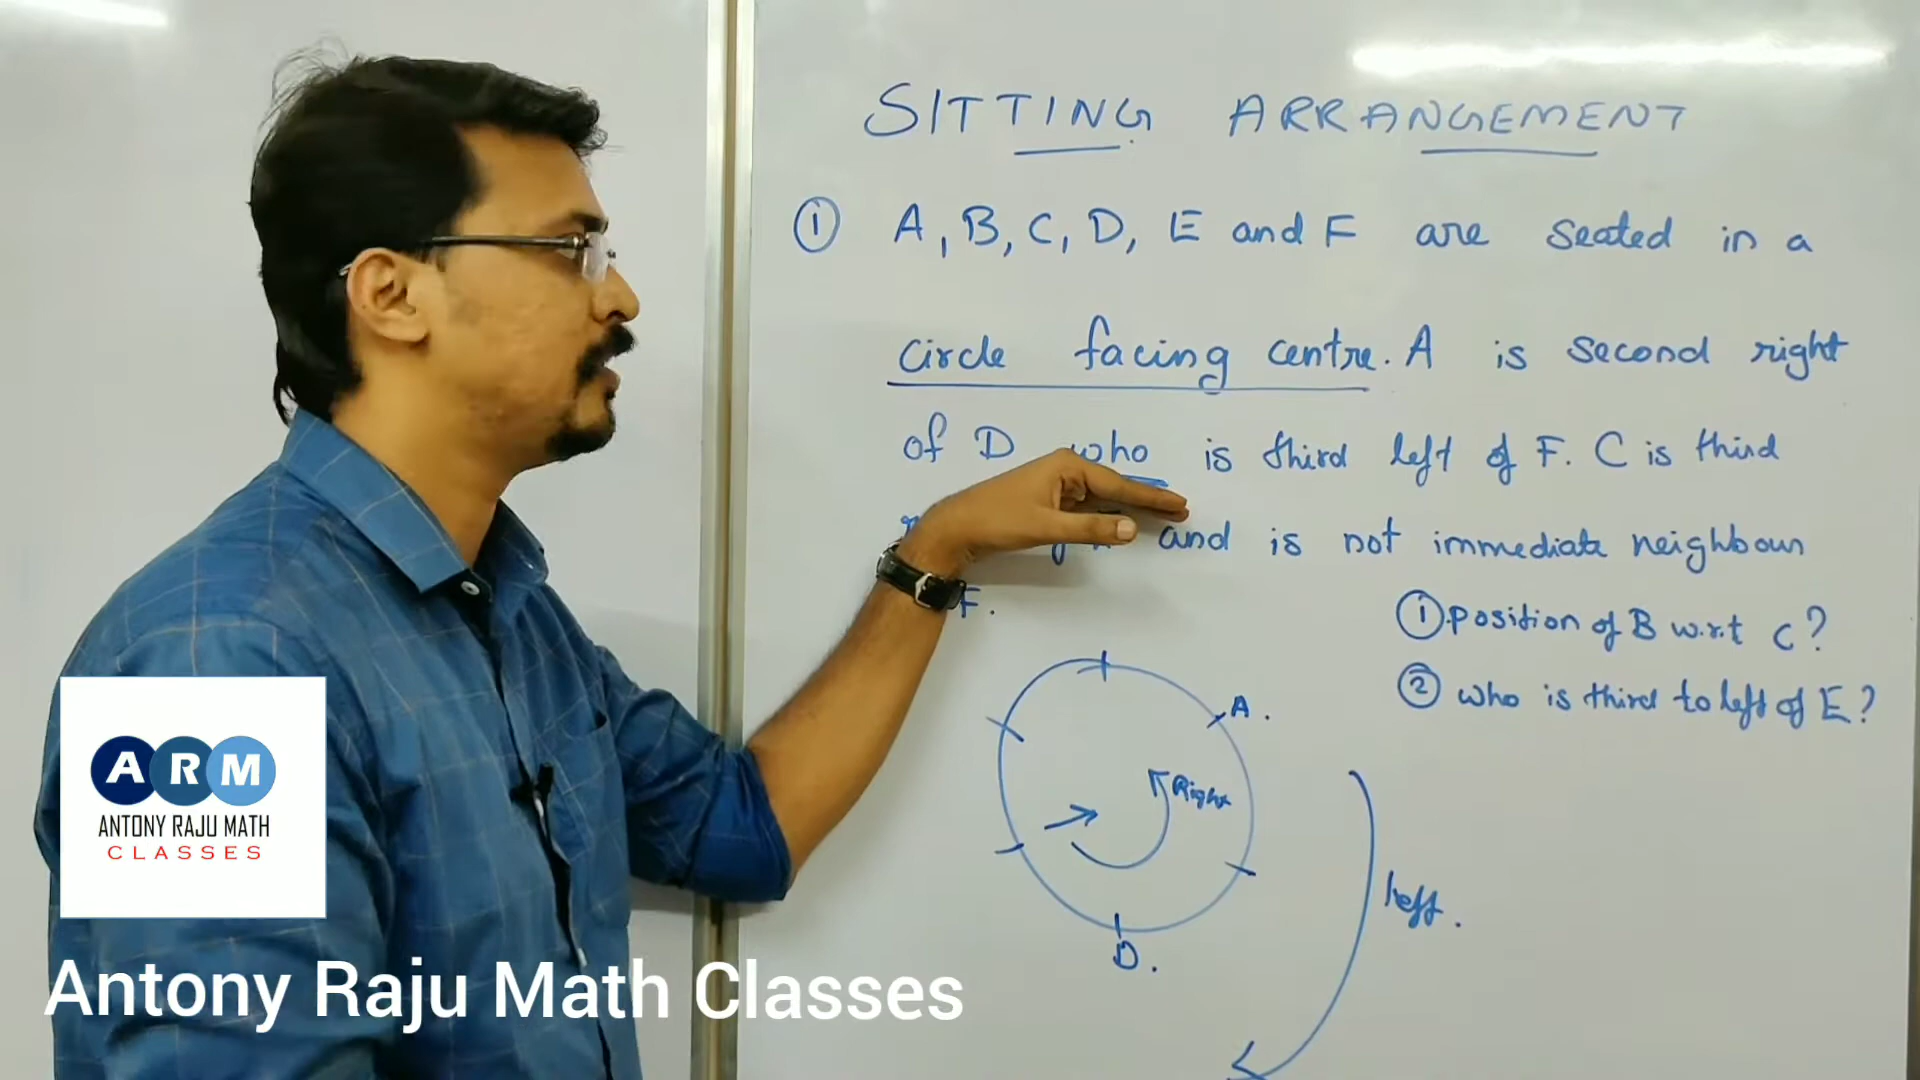 SITTING ARRANGEMENT
① A, B, C, D, E and F are seated in a
circle facing centre. A is second right
of D who is third left of F. C is third
and is not immediate neighbour
F.
① position of B w.r.t C?
② who is third to left of E?
A.
Right
left.
D.
ARM
ANTONY RAJU MATH
CLASSES
Antony Raju Math Classes